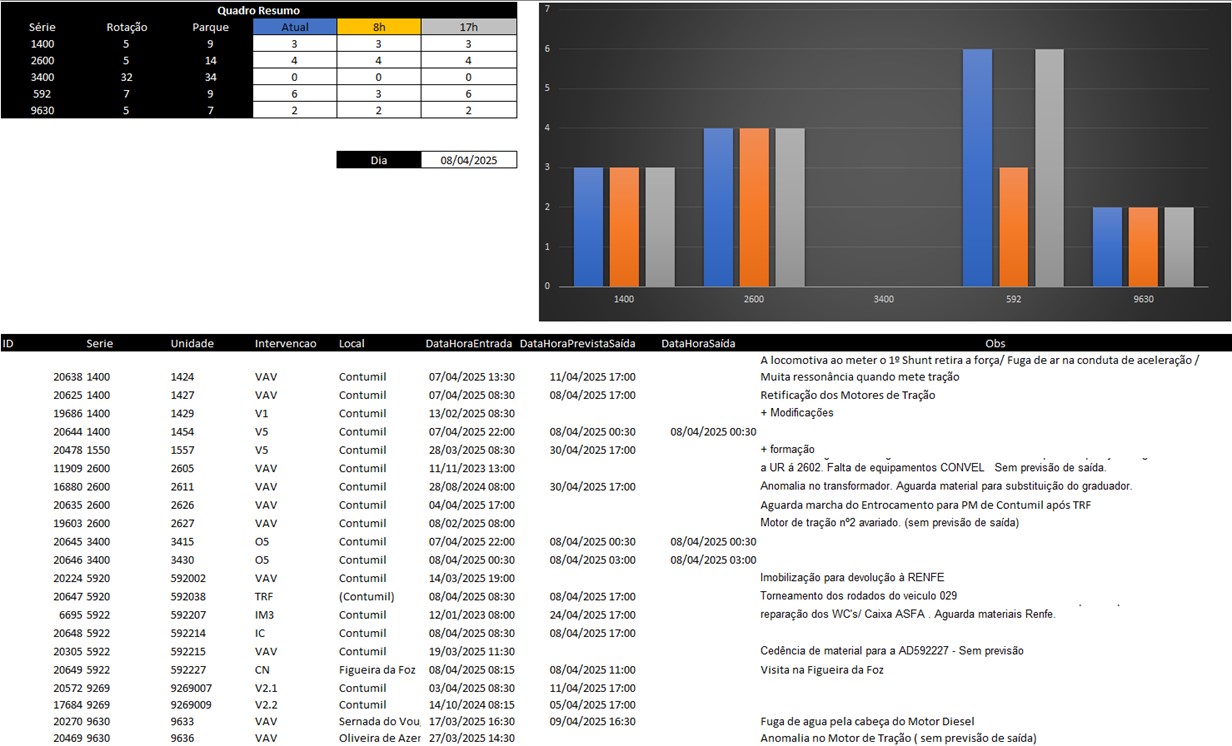 Quadro Resumo
Série Rotação Parque Atual 8h 17h
1400 5 9 3 3 3
2600 5 14 4 4 4
3400 32 34 0 0 0
592 7 9 6 3 6
9630 5 7 2 2 2
Dia 08/04/2025
7
6
5
4
3
2
1
0
1400 2600 3400 592 9630
ID Serie Unidade Intervencao Local DataHoraEntrada DataHoraPrevistaSaída DataHoraSaída Obs
A locomotiva ao meter o 1º Shunt retira a força/ Fuga de ar na conduta de aceleração /
20638 1400 1424 VAV Contumil 07/04/2025 13:30 11/04/2025 17:00 Muita ressonância quando mete tração
20625 1400 1427 VAV Contumil 07/04/2025 08:30 08/04/2025 17:00 Retificação dos Motores de Tração
19686 1400 1429 V1 Contumil 13/02/2025 08:30 + Modificações
20644 1400 1454 V5 Contumil 07/04/2025 22:00 08/04/2025 00:30 08/04/2025 00:30
20478 1550 1557 V5 Contumil 28/03/2025 08:30 30/04/2025 17:00 + formação
11909 2600 2605 VAV Contumil 11/11/2023 13:00 a UR á 2602. Falta de equipamentos CONVEL Sem previsão de saída.
16880 2600 2611 VAV Contumil 28/08/2024 08:00 30/04/2025 17:00 Anomalia no transformador. Aguarda material para substituição do graduador.
20635 2600 2626 VAV Contumil 04/04/2025 17:00 Aguarda marcha do Entrocamento para PM de Contumil após TRF
19603 2600 2627 VAV Contumil 08/02/2025 08:00 Motor de tração nº2 avariado. (sem previsão de saída)
20645 3400 3415 O5 Contumil 07/04/2025 22:00 08/04/2025 00:30 08/04/2025 00:30
20646 3400 3430 O5 Contumil 08/04/2025 00:30 08/04/2025 03:00 08/04/2025 03:00
20224 5920 592002 VAV Contumil 14/03/2025 19:00 Imobilização para devolução à RENFE
20647 5920 592038 TRF (Contumil) 08/04/2025 08:30 08/04/2025 17:00 Torneamento dos rodados do veiculo 029
6695 5922 592207 IM3 Contumil 12/01/2023 08:00 24/04/2025 17:00 reparação dos WC's/ Caixa ASFA . Aguarda materiais Renfe.
20648 5922 592214 IC Contumil 08/04/2025 08:30 08/04/2025 17:00
20305 5922 592215 VAV Contumil 19/03/2025 11:30 Cedência de material para a AD592227 - Sem previsão
20649 5922 592227 CN Figueira da Foz 08/04/2025 08:15 08/04/2025 11:00 Visita na Figueira da Foz
20572 9269 9269007 V2.1 Contumil 03/04/2025 08:30 11/04/2025 17:00
17684 9269 9269009 V2.2 Contumil 14/10/2024 08:15 05/04/2025 17:00
20270 9630 9633 VAV Sernada do Vou 17/03/2025 16:30 09/04/2025 16:30 Fuga de agua pela cabeça do Motor Diesel
20469 9630 9636 VAV Oliveira de Azer 27/03/2025 14:30 Anomalia no Motor de Tração ( sem previsão de saída)